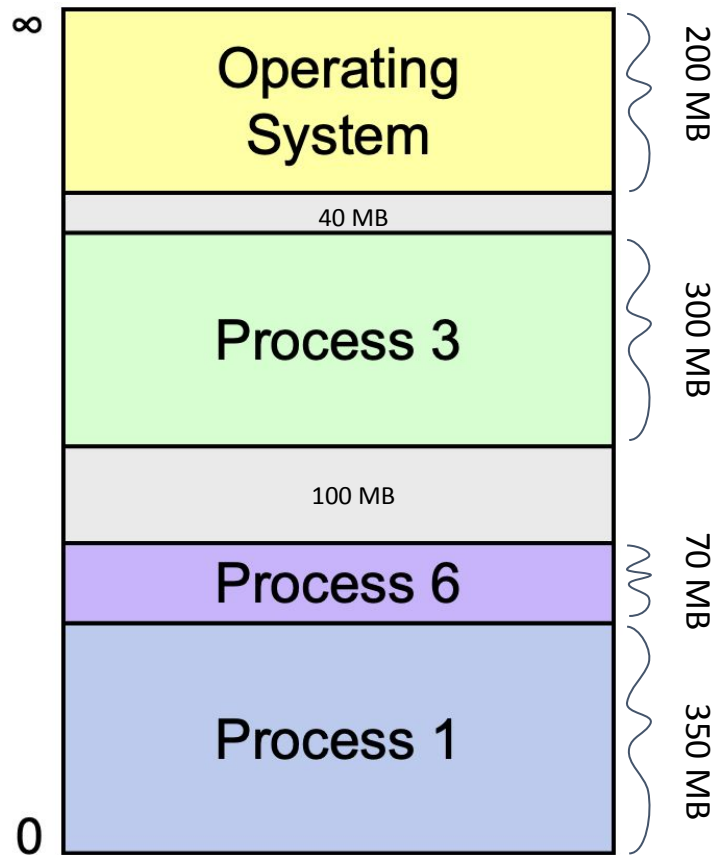 ∞
Operating
System
200 MB
40 MB
Process 3
300 MB
100 MB
Process 6
70 MB
Process 1
350 MB
0